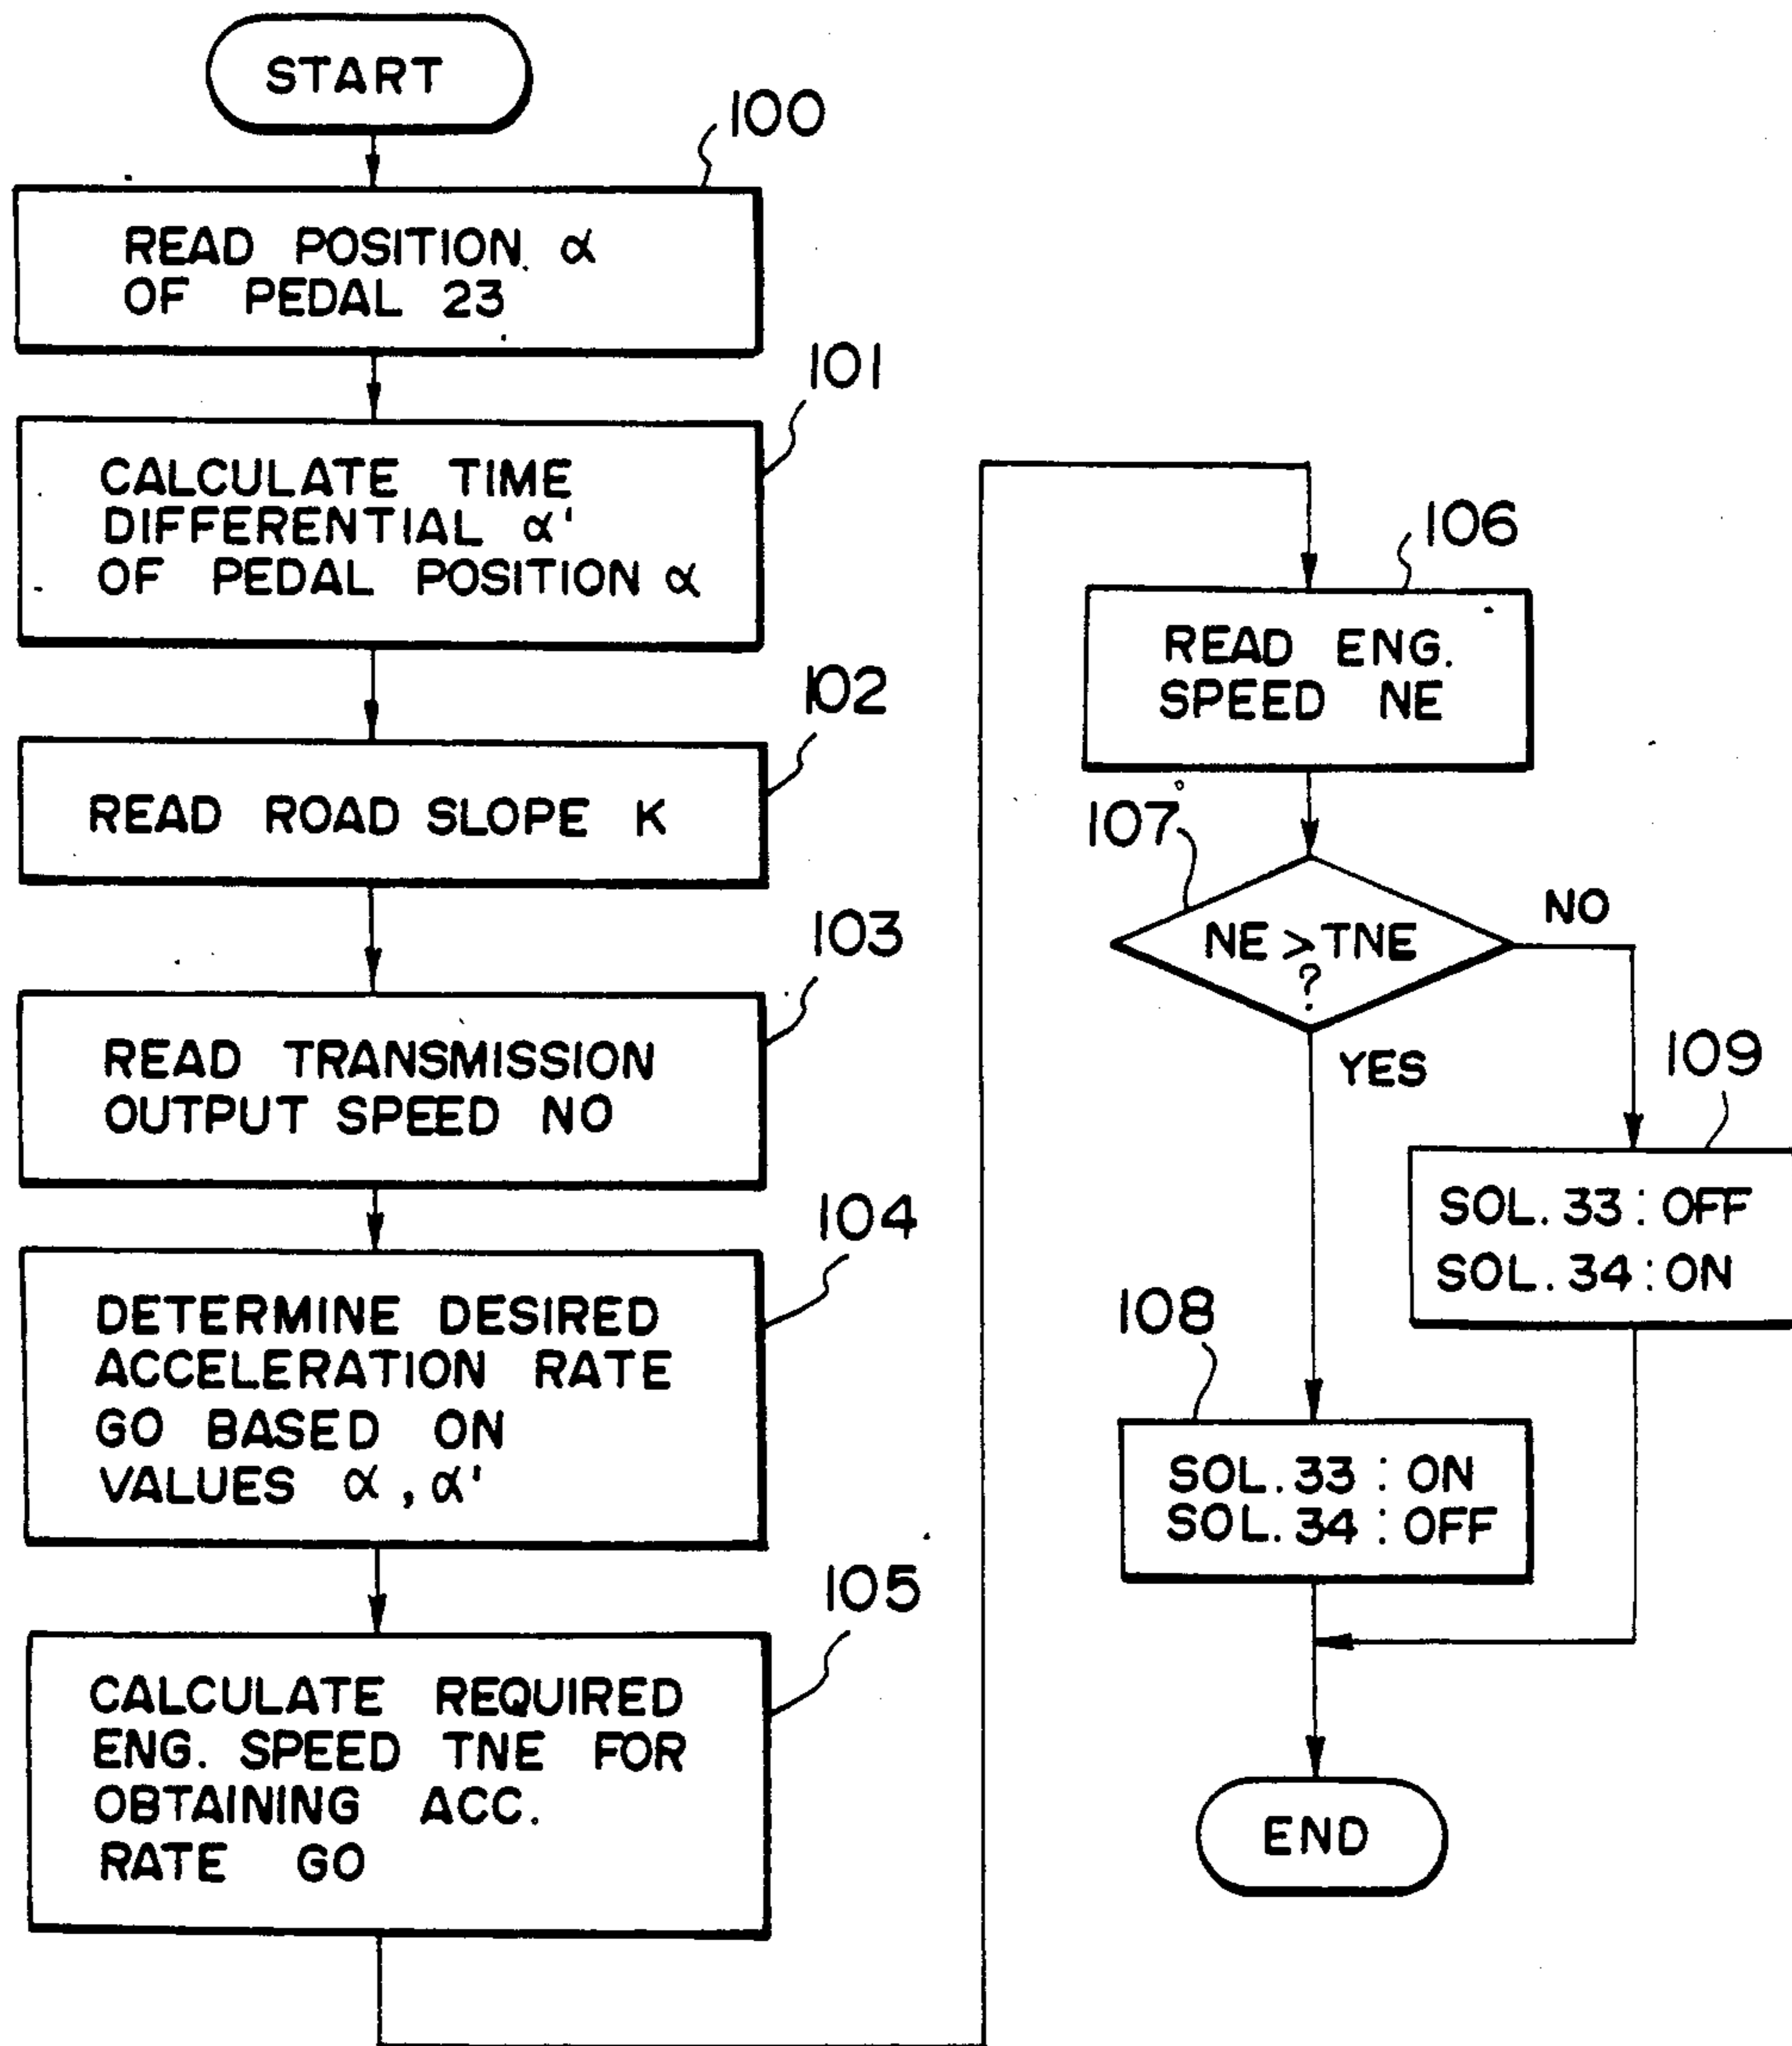 START
100
READ POSITION α
OF PEDAL 23
101
CALCULATE TIME
DIFFERENTIAL α'
OF PEDAL POSITION α
102
READ ROAD SLOPE K
103
READ TRANSMISSION
OUTPUT SPEED NO
104
DETERMINE DESIRED
ACCELERATION RATE
GO BASED ON
VALUES α, α'
105
CALCULATE REQUIRED
ENG. SPEED TNE FOR
OBTAINING ACC.
RATE GO
106
READ ENG.
SPEED NE
107
NE > TNE
?
NO
YES
109
SOL. 33 : OFF
SOL. 34 : ON
108
SOL. 33 : ON
SOL. 34 : OFF
END